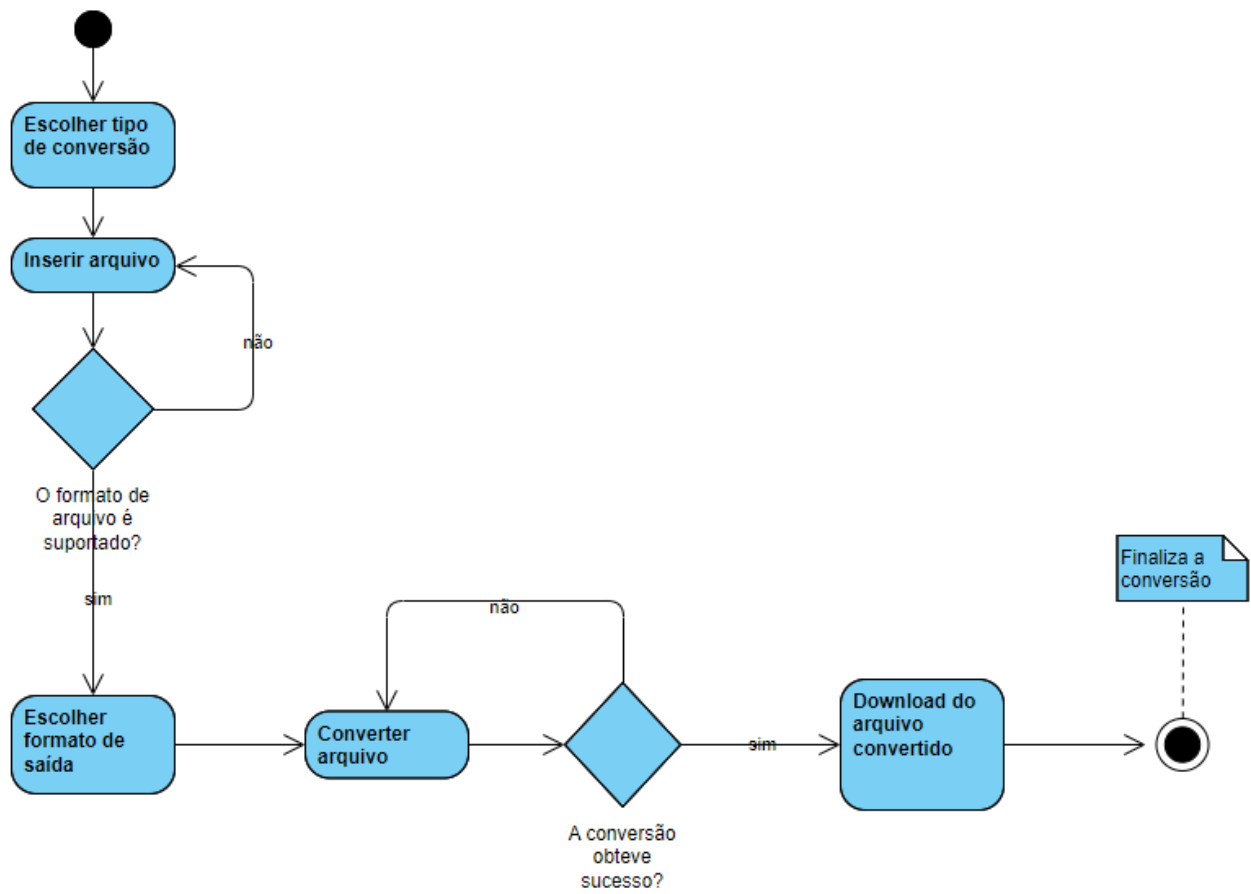 Escolher tipo
de conversão
Inserir arquivo
não
O formato de
arquivo é
suportado?
sim
Escolher
formato de
saída
Converter
arquivo
não
A conversão
obteve
sucesso?
sim
Download do
arquivo
convertido
Finaliza a
conversão